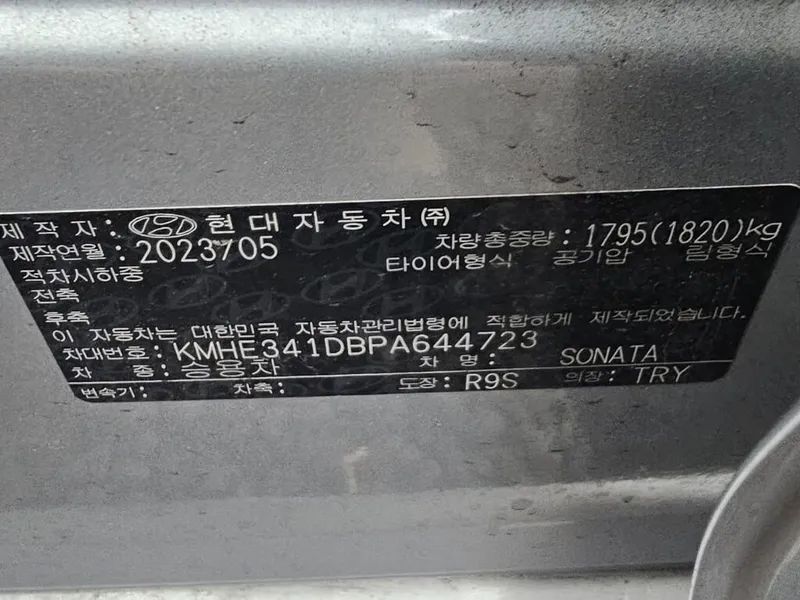 제작자: 현대자동차(주)
제작연월: 2023705 차량총중량: 1795(1820)kg
적차시하중 타이어형식 공기압 림형식
전축
후축
이 자동차는 대한민국 자동차관리법령에 적합하게 제작되었습니다.
차대번호: KMHE341DBPA644723 차 명: SONATA
차 종: 승용차
변속기: 차축: 도장: R9S 의장: TRY